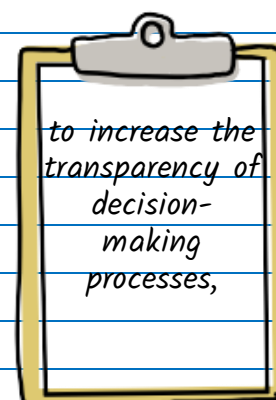 to increase the
transparency of
decision-
making
processes,